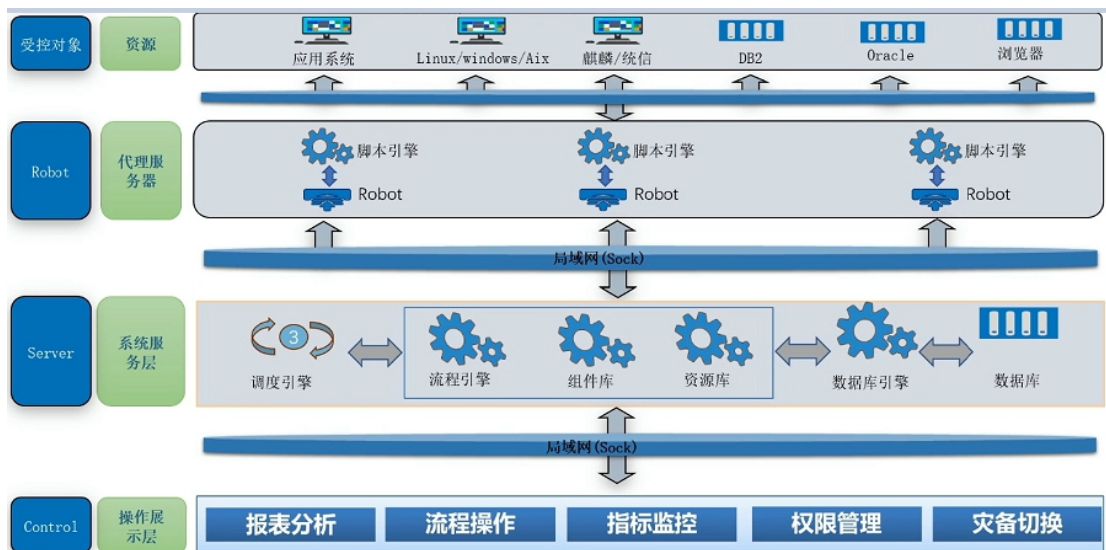 受控对象
资源
应用系统
Linux/windows/Aix
麒麟/统信
DB2
Oracle
浏览器
Robot
代理服
务器
脚本引擎
脚本引擎
脚本引擎
Robot
Robot
Robot
局域网(Sock)
Server
系统服
务层
3
调度引擎
流程引擎
组件库
资源库
数据库引擎
数据库
局域网(Sock)
Control
操作展
示层
报表分析
流程操作
指标监控
权限管理
灾备切换